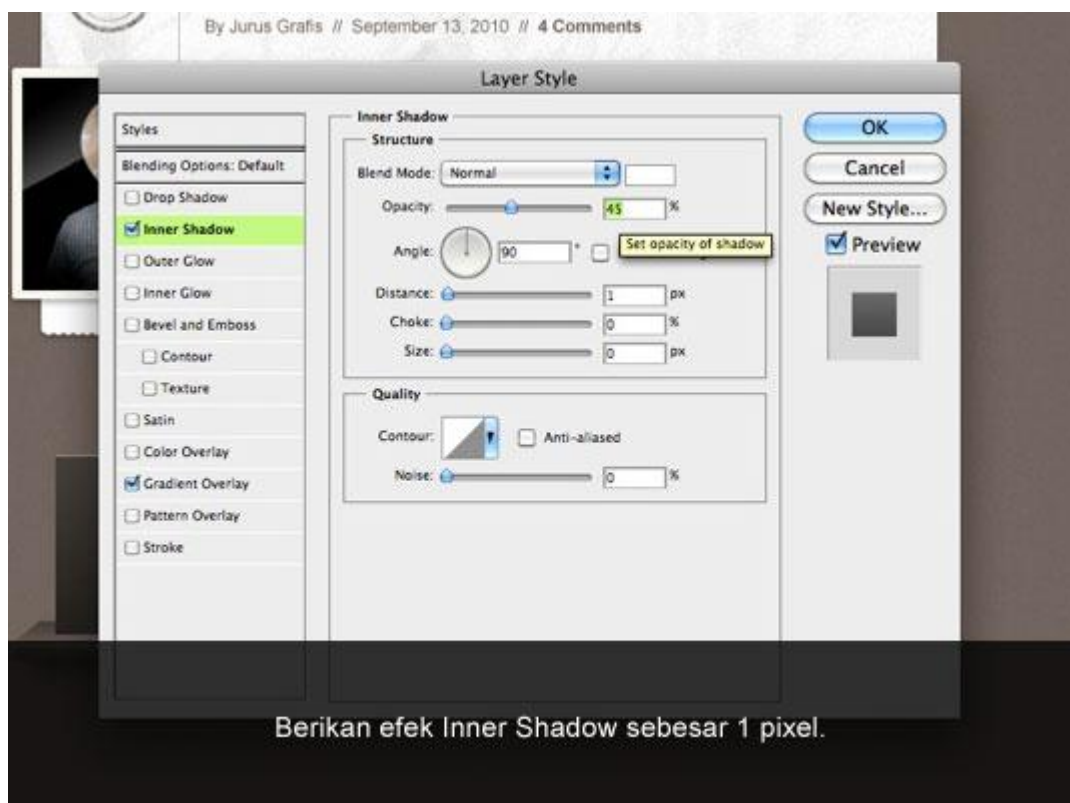 By Jurus Grafis // September 13, 2010 // 4 Comments
Layer Style
Styles
Blending Options: Default
Drop Shadow
Inner Shadow
Outer Glow
Inner Glow
Bevel and Emboss
Contour
Texture
Satin
Color Overlay
Gradient Overlay
Pattern Overlay
Stroke
Inner Shadow
Structure
Blend Mode: Normal
Opacity: 45 %
Angle: 90 °
Set opacity of shadow
Distance: 1 px
Choke: 0 %
Size: 0 px
Quality
Contour: Anti-aliased
Noise: 0 %
OK
Cancel
New Style...
Preview
Berikan efek Inner Shadow sebesar 1 pixel.